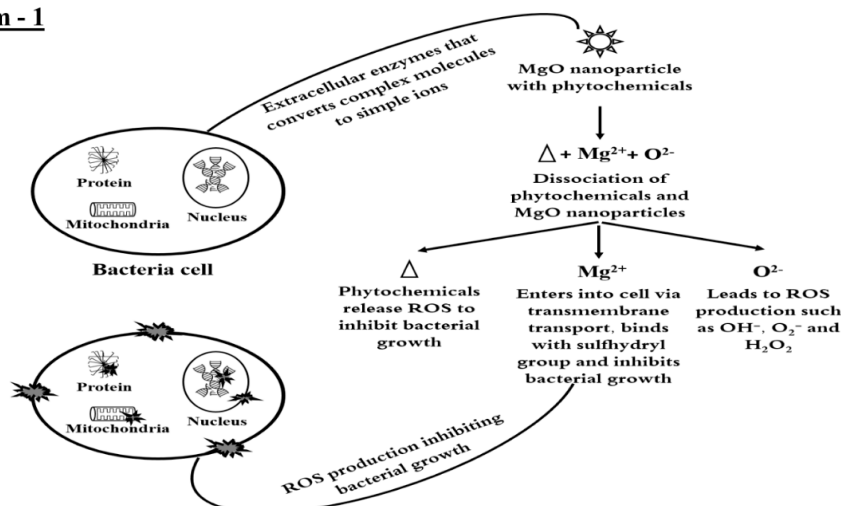 m - 1
Extracellular enzymes that
converts complex molecules
to simple ions
MgO nanoparticle
with phytochemicals
△ + Mg²⁺ + O²⁻
Dissociation of
phytochemicals and
MgO nanoparticles
Protein
Mitochondria
Nucleus
Bacteria cell
△
Phytochemicals
release ROS to
inhibit bacterial
growth
Mg²⁺
Enters into cell via
transmembrane
transport, binds
with sulfhydryl
group and inhibits
bacterial growth
O²⁻
Leads to ROS
production such
as OH⁻, O₂⁻ and
H₂O₂
Protein
Mitochondria
Nucleus
ROS production inhibiting
bacterial growth